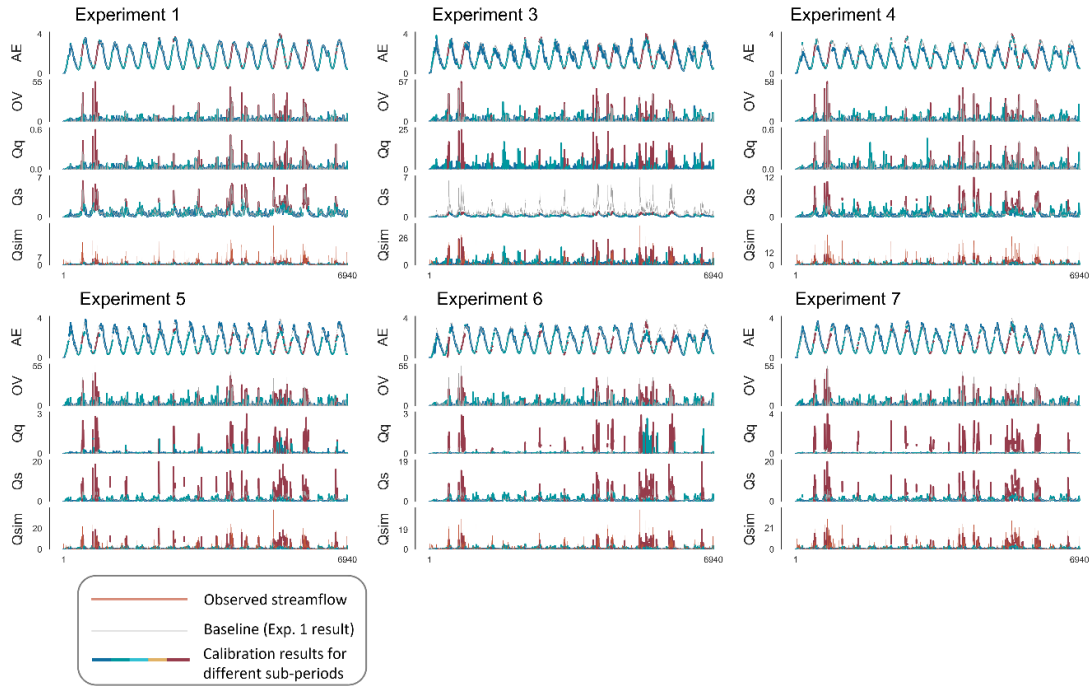 Experiment 1
AE
4
0
OV
58
0
Qq
0.6
0.0
Qs
7
0
Qsim
7
0
1
6940
Experiment 3
AE
4
0
OV
57
0
Qq
25
0
Qs
7
0
Qsim
26
0
1
6940
Experiment 4
AE
4
0
OV
58
0
Qq
0.6
0.0
Qs
12
0
Qsim
12
0
1
6940
Experiment 5
AE
4
0
OV
55
0
Qq
3
0
Qs
20
0
Qsim
20
0
1
6940
Experiment 6
AE
4
0
OV
55
0
Qq
3
0
Qs
19
0
Qsim
19
0
1
6940
Experiment 7
AE
4
0
OV
55
0
Qq
4
0
Qs
20
0
Qsim
21
0
1
6940
Observed streamflow
Baseline (Exp. 1 result)
Calibration results for
different sub-periods